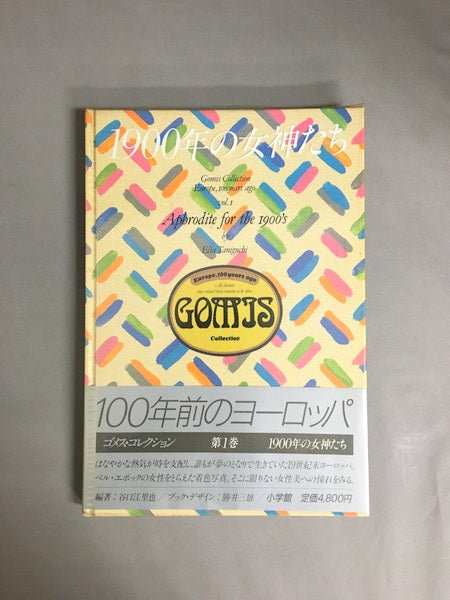 1900年の女神たち
Gomis Collection
Europe, 100 years ago
vol.1
Aphrodite for the 1900's
by
Elia Taniguchi
Europe, 100 years ago
GOMIS
Collection
100年前のヨーロッパ
ゴメス・コレクション 第1巻 1900年の女神たち
はなやかな熱気が時を支配し、誰もが夢のとなりで生きていた19世紀末ヨーロッパ。
ベル・エポックの女性をとらえた着色写真。そこに限りない女性美への憧れをみる。
編著:谷口江里也/ブック・デザイン:勝井三雄/小学館 定価4,800円